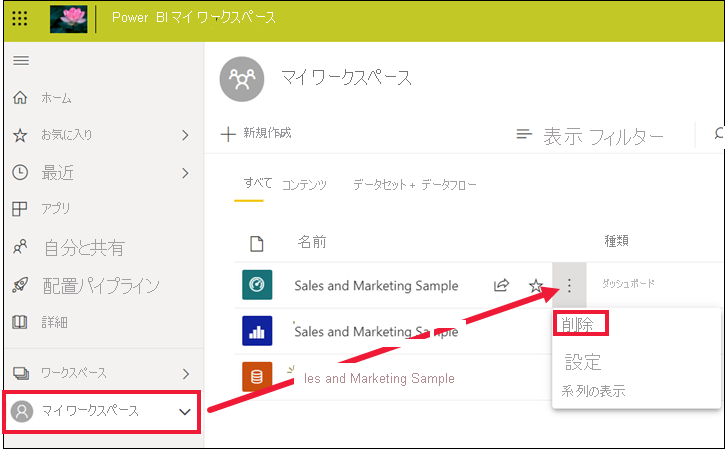 Power BI マイ ワークスペース
マイ ワークスペース
ホーム
新規作成
表示 フィルター
お気に入り
最近
すべて
コンテンツ
データセット + データフロー
アプリ
自分と共有
名前
種類
配置パイプライン
Sales and Marketing Sample
ダッシュボード
詳細
Sales and Marketing Sample
削除
設定
ワークスペース
les and Marketing Sample
系列の表示
マイ ワークスペース